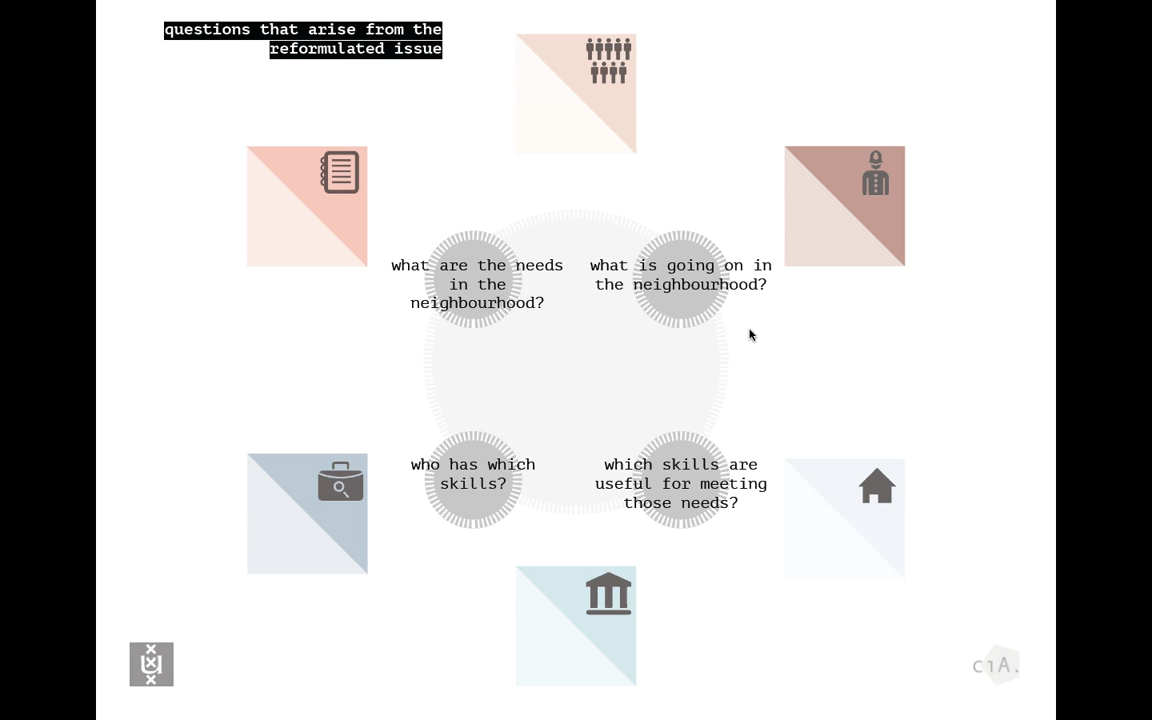 questions that arise from the
reformulated issue
what are the needs
in the
neighbourhood?
what is going on in
the neighbourhood?
who has which
skills?
which skills are
useful for meeting
those needs?
c1A.